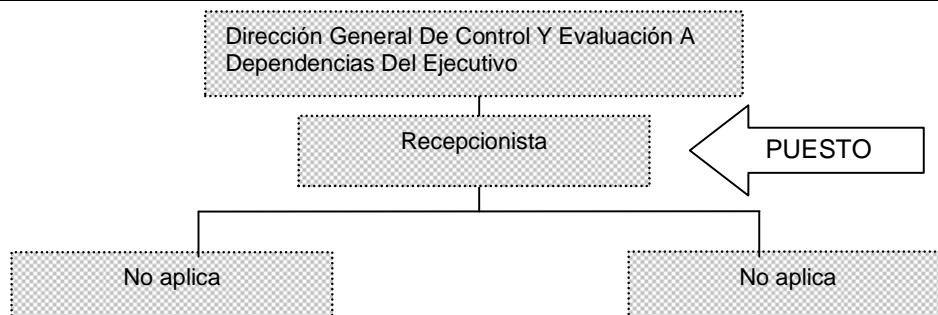 Dirección General De Control Y Evaluación A
Dependencias Del Ejecutivo
Recepcionista
PUESTO
No aplica
No aplica